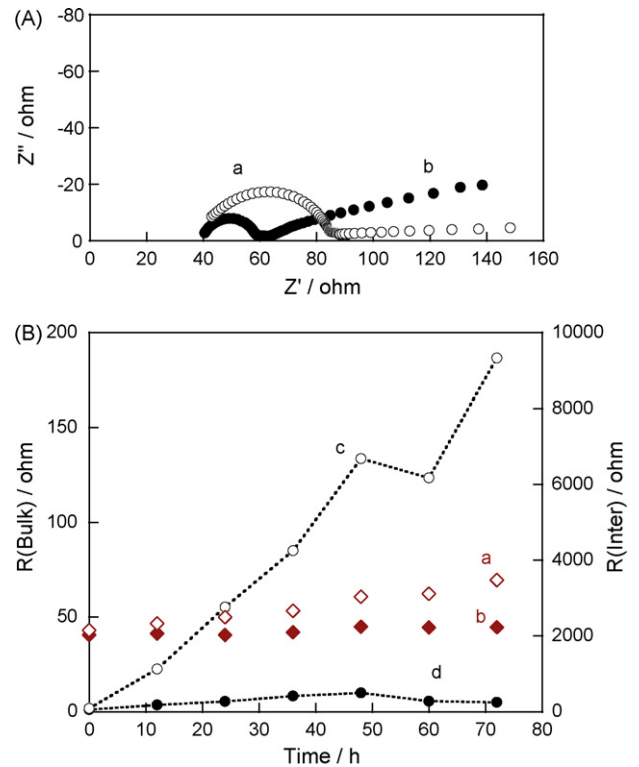 (A)
-80
-60
-40
-20
0
Z" / ohm
a
b
0 20 40 60 80 100 120 140 160
Z' / ohm
(B)
200
150
100
50
0
R(Bulk) / ohm
10000
8000
6000
4000
2000
0
R(Inter) / ohm
c
a
b
d
0 10 20 30 40 50 60 70 80
Time / h